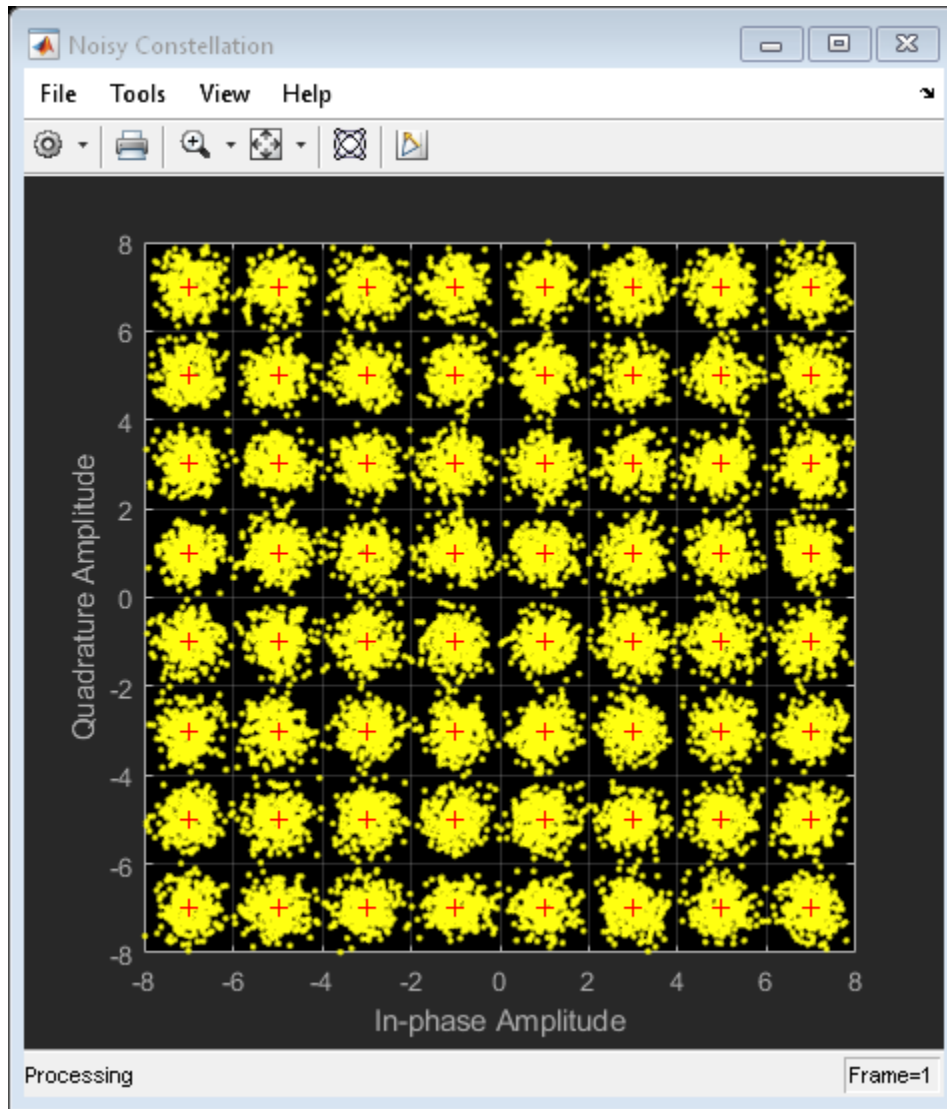 Noisy Constellation
File Tools View Help
8
6
4
2
0
-2
-4
-6
-8
Quadrature Amplitude
-8 -6 -4 -2 0 2 4 6 8
In-phase Amplitude
Processing Frame=1